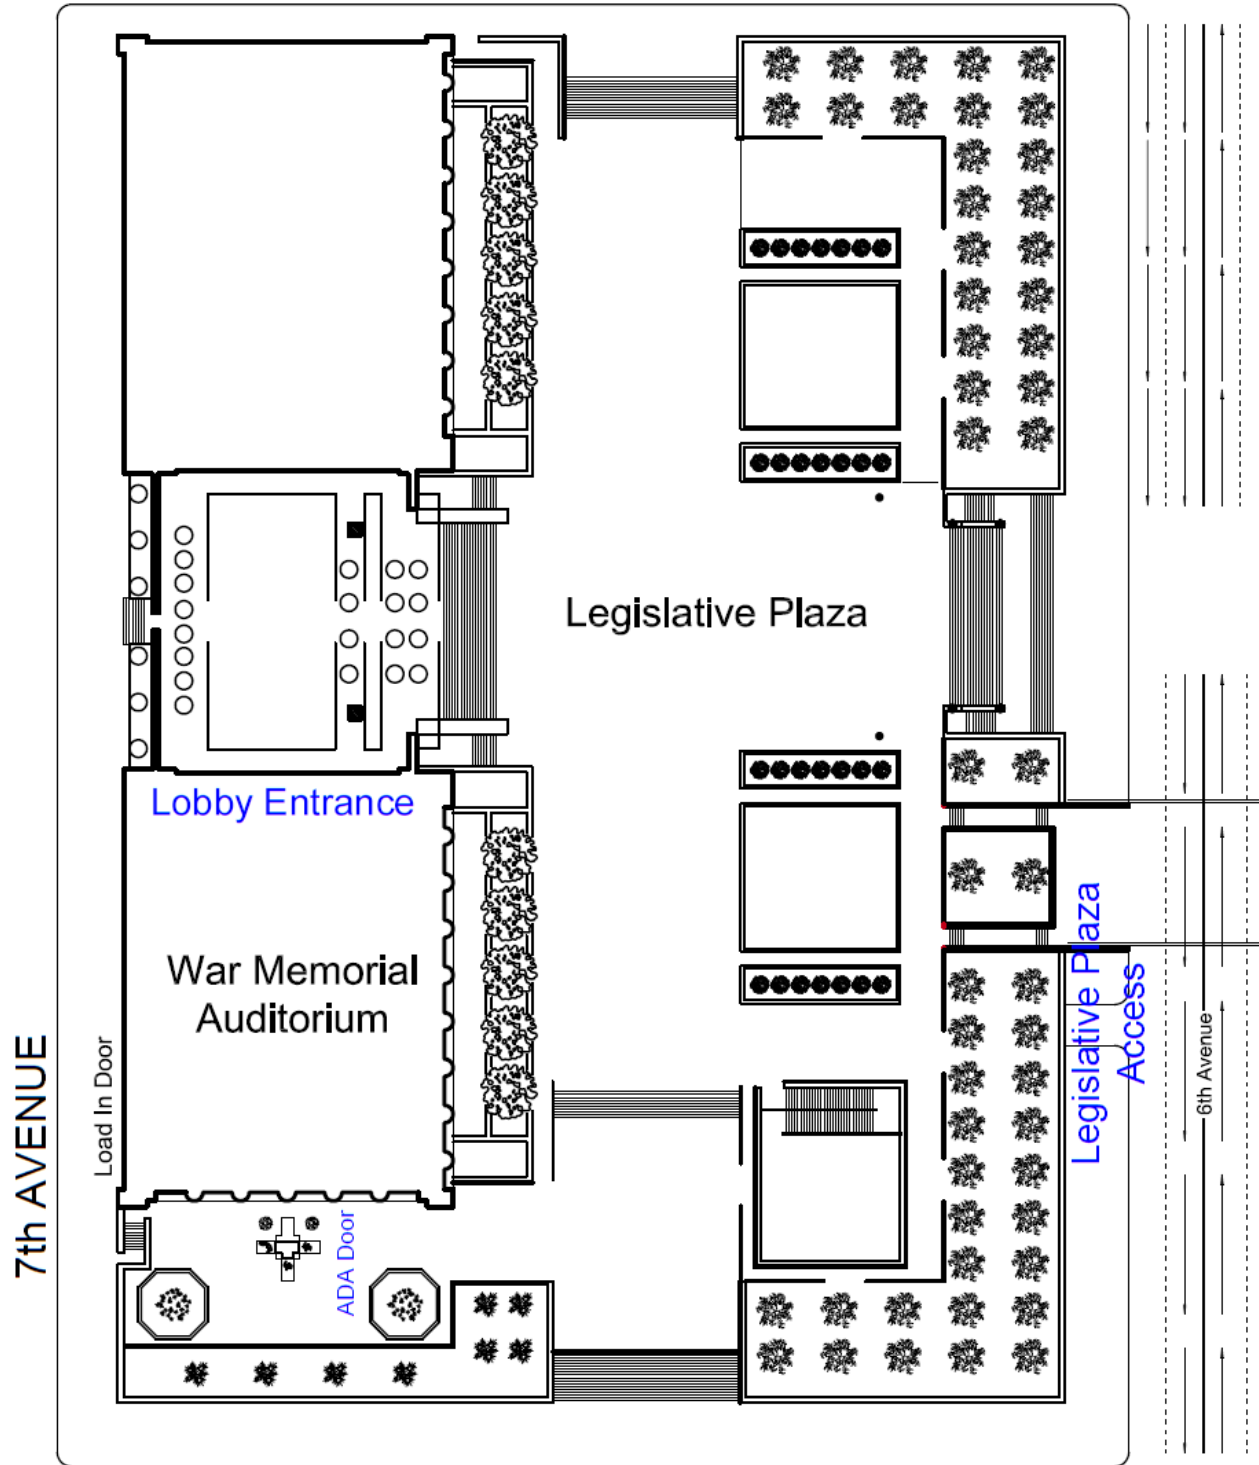 Legislative Plaza
Lobby Entrance
War Memorial
Auditorium
7th AVENUE
Load In Door
ADA Door
Legislative Plaza
Access
6th Avenue